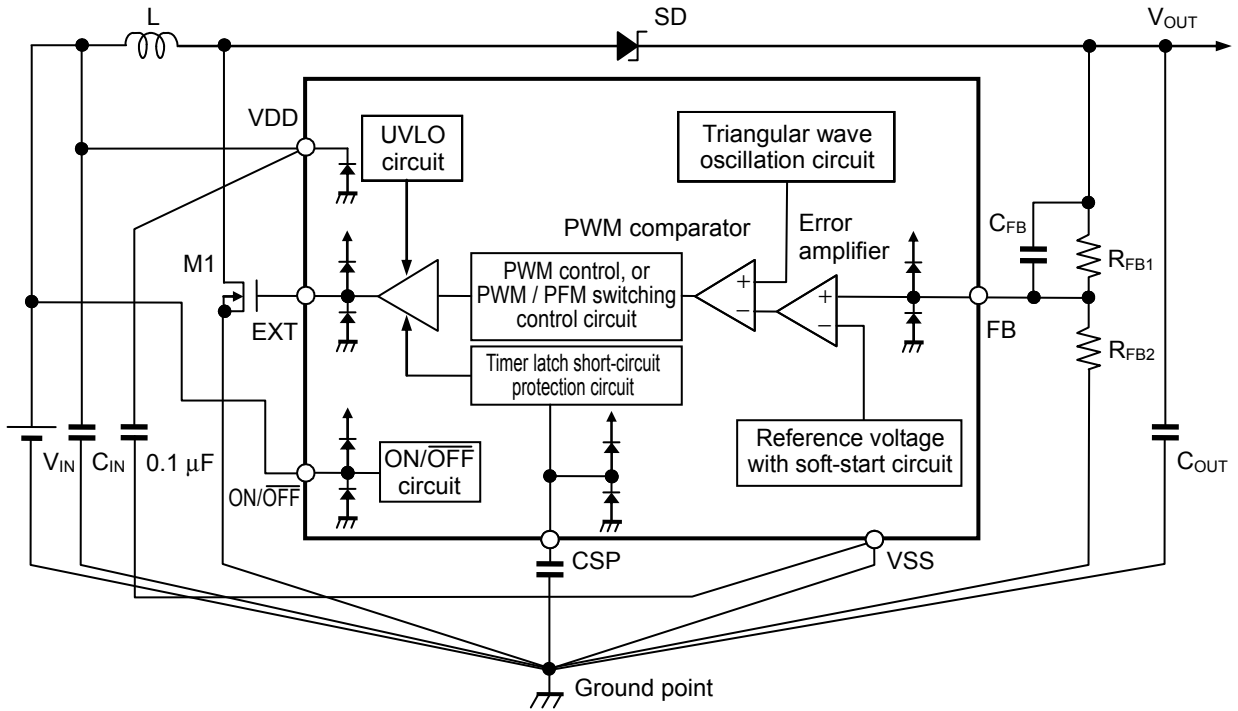 L
SD
VOUT
VDD
UVLO
circuit
Triangular wave
oscillation circuit
PWM comparator
Error
amplifier
CFB
RFB1
M1
PWM control, or
PWM / PFM switching
control circuit
+
−
+
−
EXT
FB
RFB2
Timer latch short-circuit
protection circuit
VIN
CIN
0.1 μF
ON/O̅F̅F̅
circuit
Reference voltage
with soft-start circuit
COUT
ON/O̅F̅F̅
CSP
VSS
Ground point